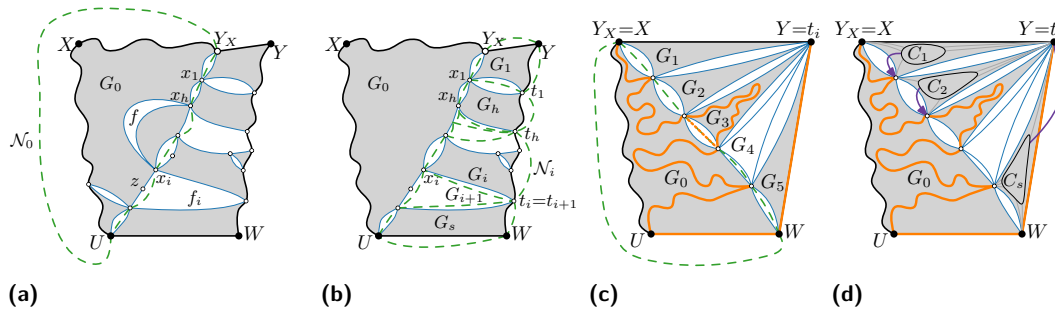 X
Y_X
Y
G_0
x_1
x_h
f
N_0
z
x_i
f_i
U
W
(a)
X
Y_X
Y
G_0
G_1
x_1
t_1
x_h
G_h
t_h
N_i
x_i
G_i
G_{i+1}
t_i=t_{i+1}
G_s
U
W
(b)
Y_X=X
Y=t_i
G_1
G_2
G_3
G_4
G_0
G_5
W
(c)
Y_X=X
C_1
C_2
G_0
C_s
U
W
(d)